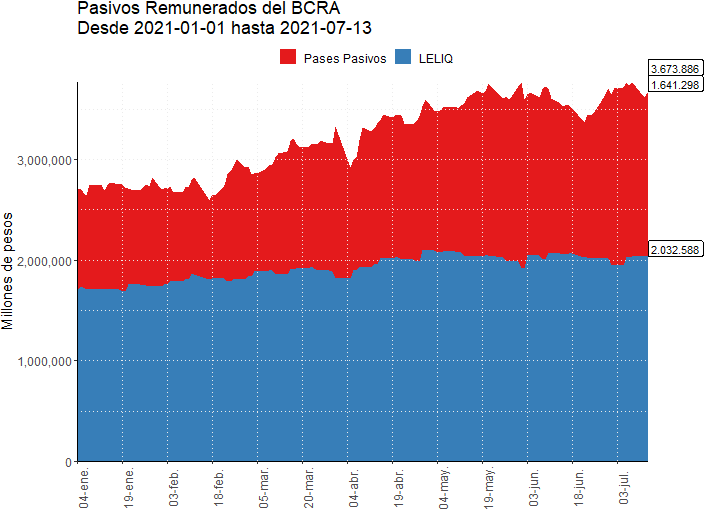 Pasivos Remunerados del BCRA
Desde 2021-01-01 hasta 2021-07-13
Pases Pasivos LELIQ
3.673.886
1.641.298
3,000,000
2.032.588
2,000,000
1,000,000
0
Millones de pesos
04-ene.
19-ene.
03-feb.
18-feb.
05-mar.
20-mar.
04-abr.
19-abr.
04-may.
19-may.
03-jun.
18-jun.
03-jul.